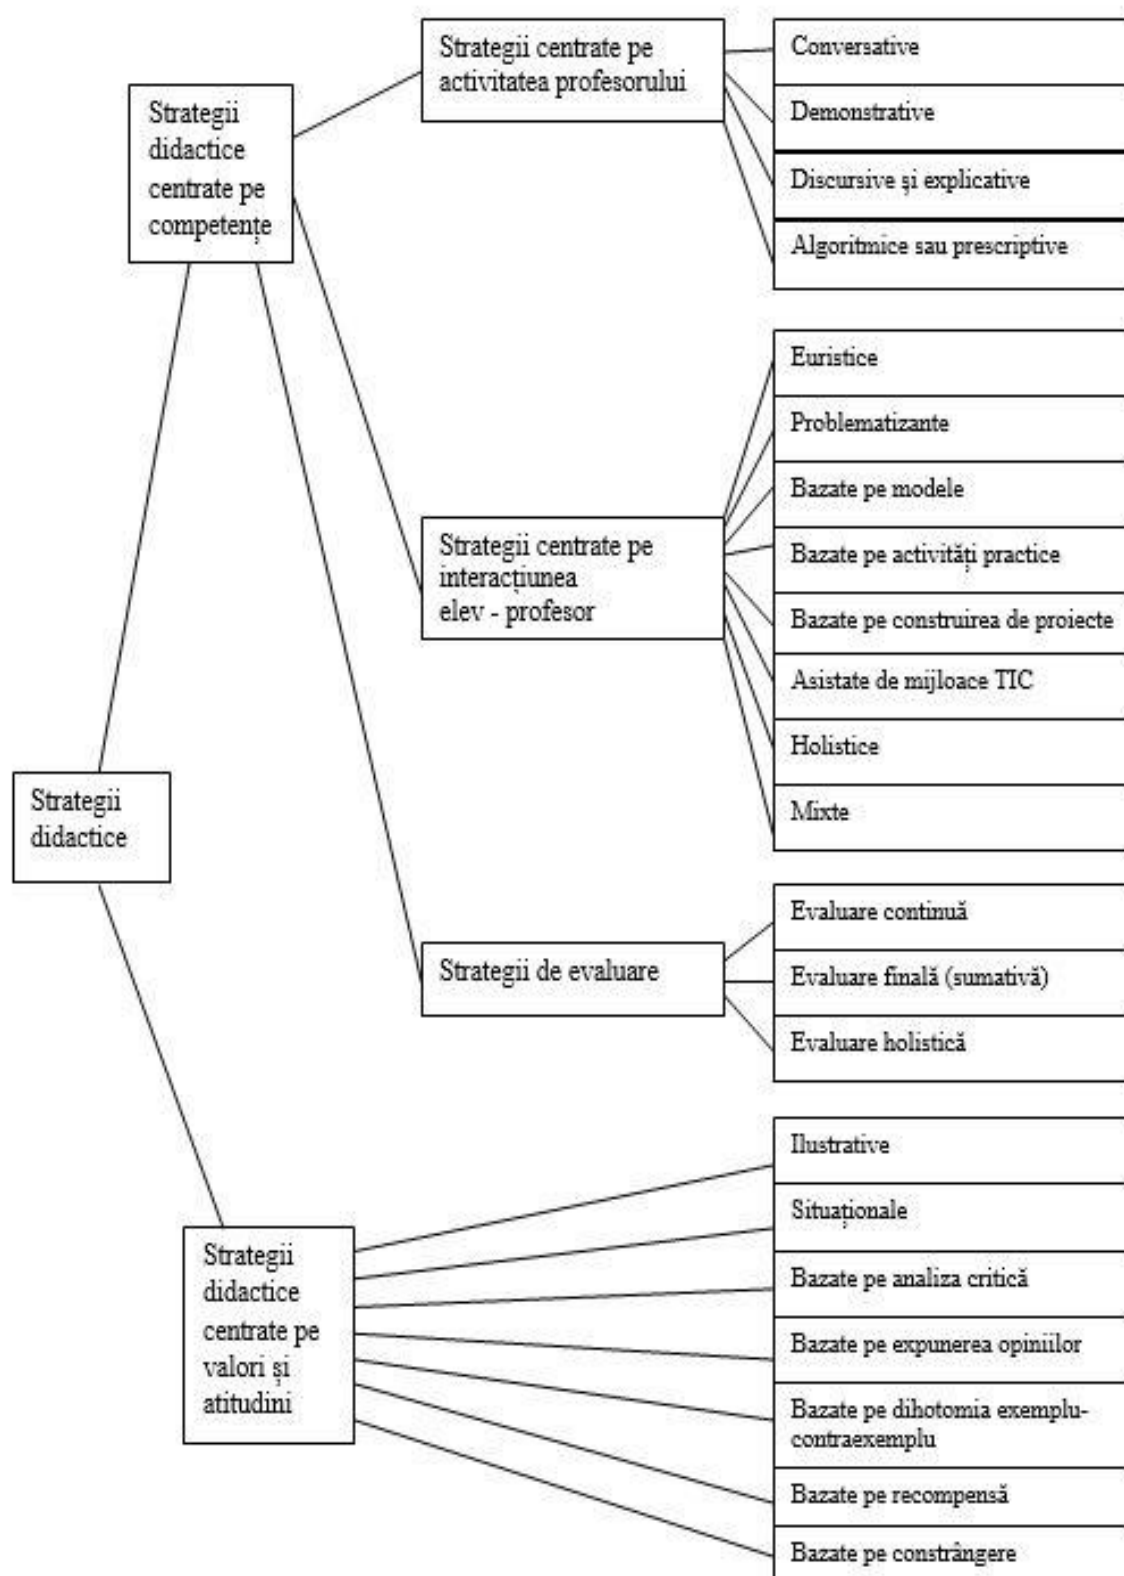 Strategii centrate pe
activitatea profesorului
Conversative
Demonstrative
Discursive și explicative
Algoritmice sau prescriptive
Strategii
didactice
centrate pe
competențe
Euristice
Problematizante
Bazate pe modele
Bazate pe activități practice
Bazate pe construirea de proiecte
Asistate de mijloace TIC
Holistice
Mixte
Strategii centrate pe
interacțiunea
elev - profesor
Strategii
didactice
Strategii de evaluare
Evaluare continuă
Evaluare finală (sumativă)
Evaluare holistică
Strategii
didactice
centrate pe
valori și
atitudini
Ilustrative
Situaționale
Bazate pe analiza critică
Bazate pe expunerea opiniilor
Bazate pe dihotomia exemplu-
contraexemplu
Bazate pe recompensă
Bazate pe constrângere